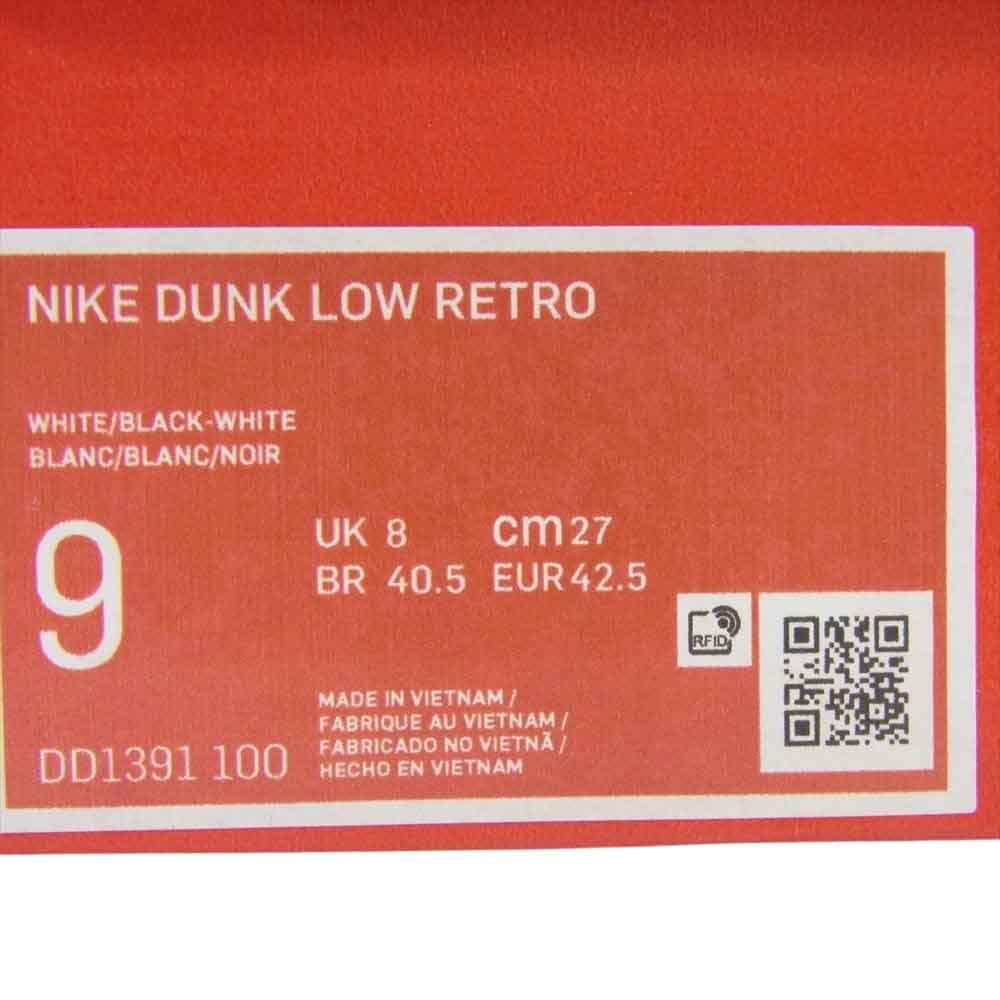 NIKE DUNK LOW RETRO
WHITE/BLACK-WHITE
BLANC/BLANC/NOIR
9
UK 8 cm 27
BR 40.5 EUR 42.5
RFID
MADE IN VIETNAM /
FABRIQUE AU VIETNAM /
FABRICADO NO VIETNÃ /
HECHO EN VIETNAM
DD1391 100